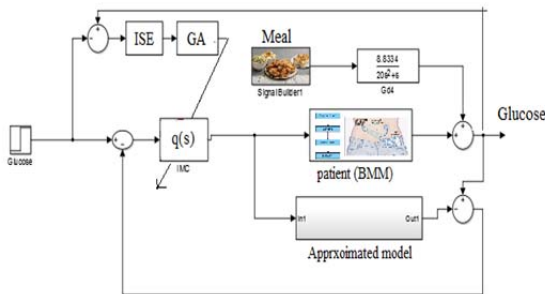 ISE
GA
Meal
SignalBuilder1
8.8334
20s²+s
Gd4
Glucose
Glucose
q(s)
IMC
patient (BMM)
In1
Out1
Apprxoimated model